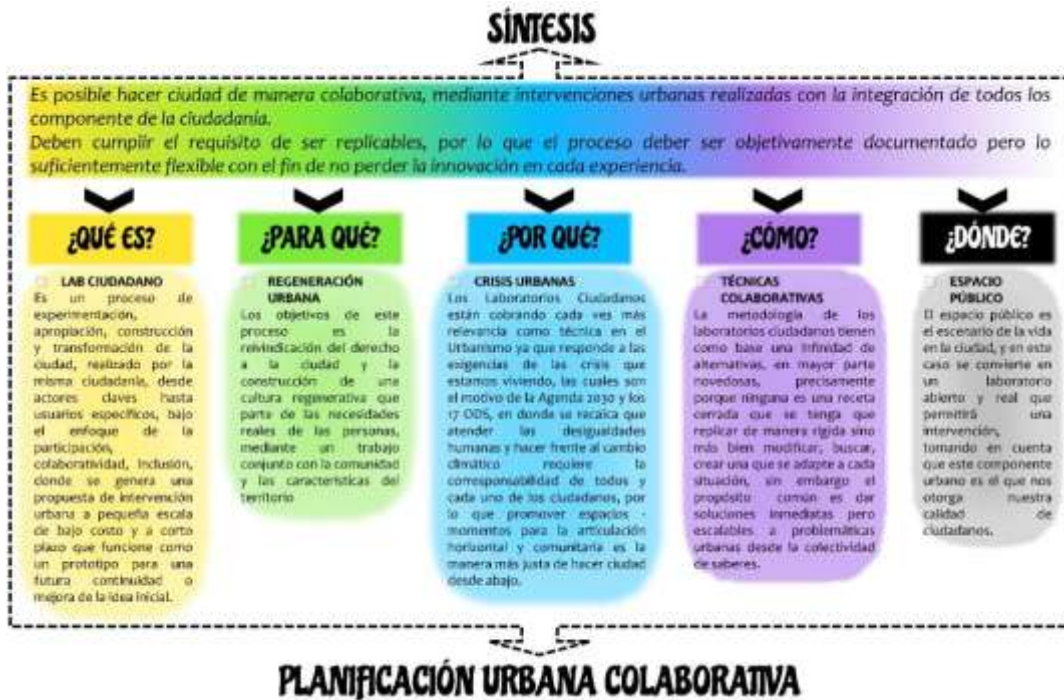 SÍNTESIS
Es posible hacer ciudad de manera colaborativa, mediante intervenciones urbanas realizadas con la integración de todos los
componente de la ciudadanía.
Deben cumplir el requisito de ser replicables, por lo que el proceso deber ser objetivamente documentado pero lo
suficientemente flexible con el fin de no perder la innovación en cada experiencia.
¿QUÉ ES?
LAB CIUDADANO
Es un proceso de
experimentación,
apropiación, construcción
y transformación de la
ciudad, realizado por la
misma ciudadanía, desde
actores claves hasta
usuarios específicos, bajo
el enfoque de la
participación,
colaboratividad, inclusión,
donde se genera una
propuesta de intervención
urbana a pequeña escala
de bajo costo y a corto
plazo que funcione como
un prototipo para una
futura continuidad o
mejora de la idea inicial.
¿PARA QUÉ?
REGENERACIÓN
URBANA
Los objetivos de este
proceso es la
reivindicación del derecho
a la ciudad y la
construcción de una
cultura regenerativa que
parte de las necesidades
reales de las personas,
mediante un trabajo
conjunto con la comunidad
y las características del
territorio
¿POR QUÉ?
CRISIS URBANAS
Los Laboratorios Ciudadanos
están cobrando cada ves más
relevancia como técnica en el
Urbanismo ya que responde a las
exigencias de las crisis que
estamos viviendo, las cuales son
el motivo de la Agenda 2030 y los
17 ODS, en donde se recalca que
atender las desigualdades
humanas y hacer frente al cambio
climático requiere la
corresponsabilidad de todos y
cada uno de los ciudadanos, por
lo que promover espacios -
momentos para la articulación
horizontal y comunitaria es la
manera más justa de hacer ciudad
desde abajo.
¿CÓMO?
TÉCNICAS
COLABORATIVAS
La metodología de los
laboratorios ciudadanos tienen
como base una infinidad de
alternativas, en mayor parte
novedosas, precisamente
porque ninguna es una receta
cerrada que se tenga que
replicar de manera rígida sino
más bien modificar, buscar,
crear una que se adapte a cada
situación, sin embargo el
propósito común es dar
soluciones inmediatas pero
escalables a problemáticas
urbanas desde la colectividad
de saberes.
¿DÓNDE?
ESPACIO
PÚBLICO
El espacio público es
el escenario de la vida
en la ciudad, y en este
caso se convierte en
un laboratorio
abierto y real que
permitirá una
intervención,
tomando en cuenta
que este componente
urbano es el que nos
otorga nuestra
calidad de
ciudadanos.
PLANIFICACIÓN URBANA COLABORATIVA